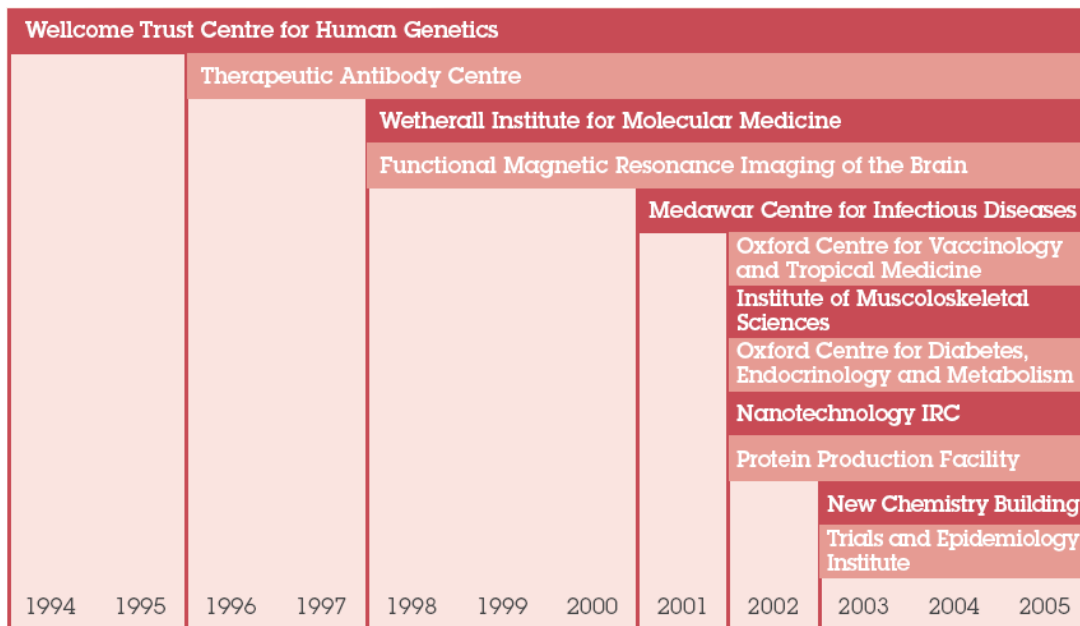 Wellcome Trust Centre for Human Genetics
Therapeutic Antibody Centre
Wetherall Institute for Molecular Medicine
Functional Magnetic Resonance Imaging of the Brain
Medawar Centre for Infectious Diseases
Oxford Centre for Vaccinology
and Tropical Medicine
Institute of Muscoloskeletal
Sciences
Oxford Centre for Diabetes,
Endocrinology and Metabolism
Nanotechnology IRC
Protein Production Facility
New Chemistry Building
Trials and Epidemiology
Institute
1994 1995 1996 1997 1998 1999 2000 2001 2002 2003 2004 2005